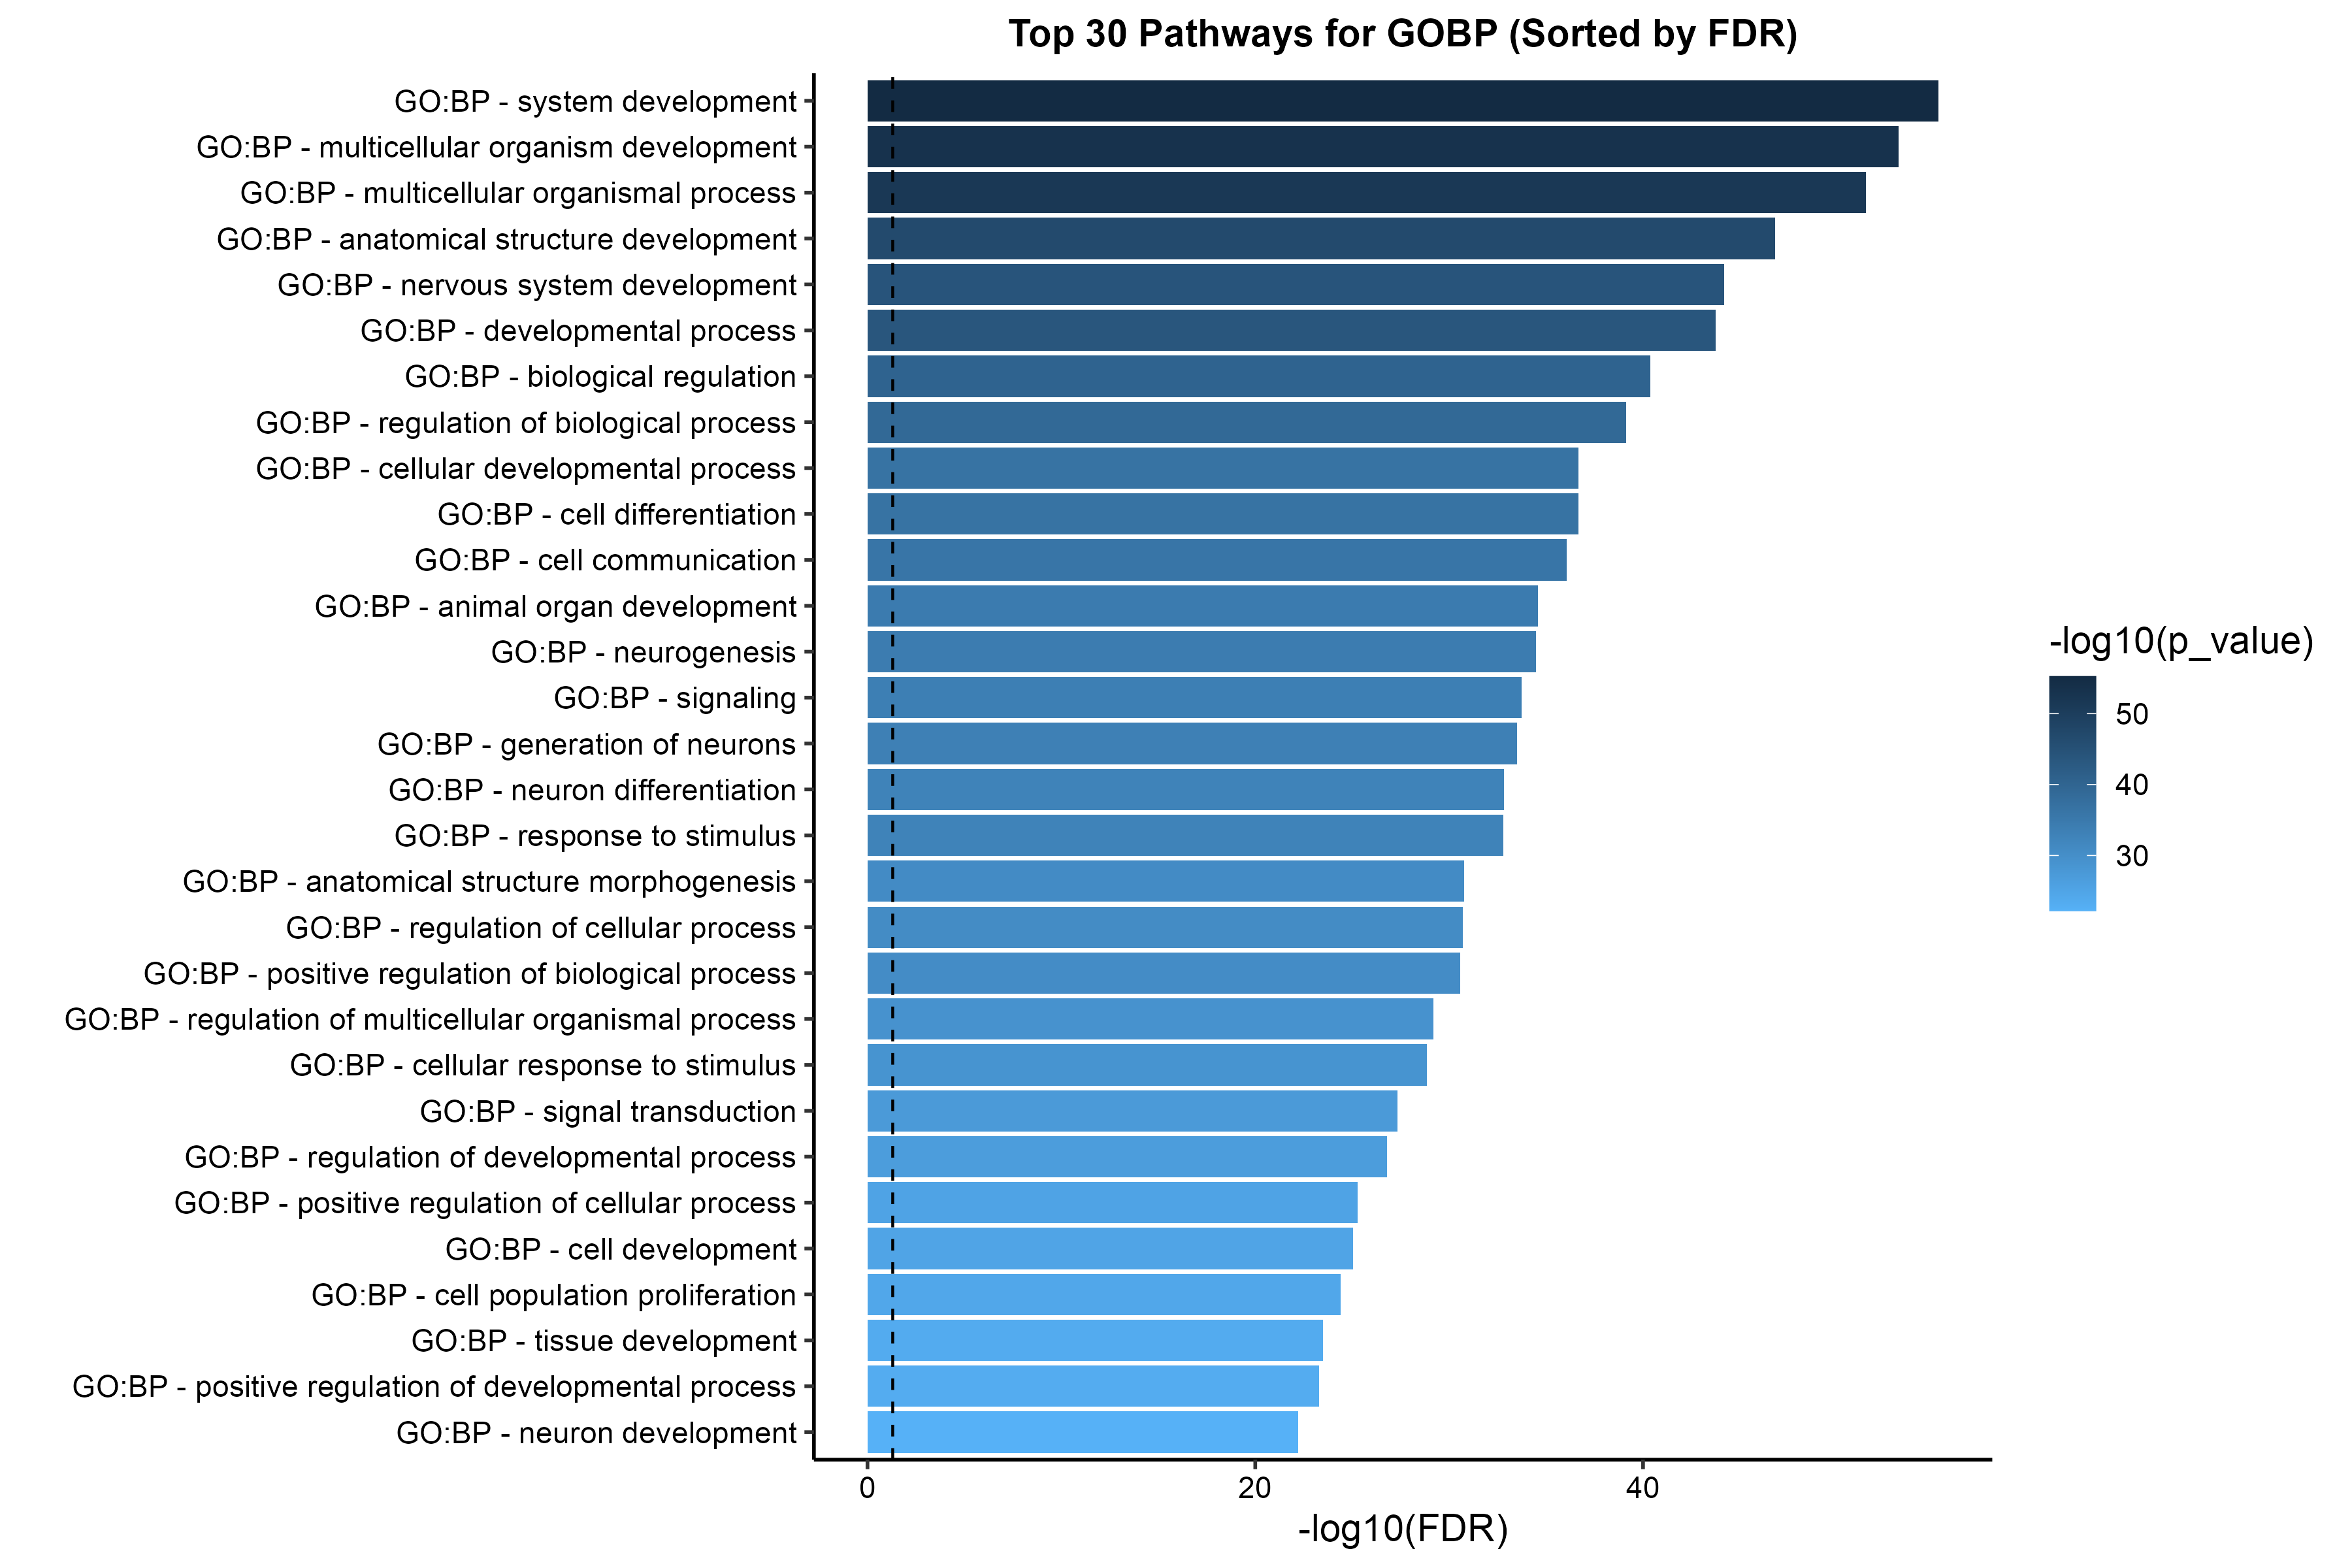 Top 30 Pathways for GOBP (Sorted by FDR)
GO:BP - system development
GO:BP - multicellular organism development
GO:BP - multicellular organismal process
GO:BP - anatomical structure development
GO:BP - nervous system development
GO:BP - developmental process
GO:BP - biological regulation
GO:BP - regulation of biological process
GO:BP - cellular developmental process
GO:BP - cell differentiation
GO:BP - cell communication
GO:BP - animal organ development
GO:BP - neurogenesis
GO:BP - signaling
GO:BP - generation of neurons
GO:BP - neuron differentiation
GO:BP - response to stimulus
GO:BP - anatomical structure morphogenesis
GO:BP - regulation of cellular process
GO:BP - positive regulation of biological process
GO:BP - regulation of multicellular organismal process
GO:BP - cellular response to stimulus
GO:BP - signal transduction
GO:BP - regulation of developmental process
GO:BP - positive regulation of cellular process
GO:BP - cell development
GO:BP - cell population proliferation
GO:BP - tissue development
GO:BP - positive regulation of developmental process
GO:BP - neuron development
0 20 40
-log10(FDR)
-log10(p_value)
50
40
30